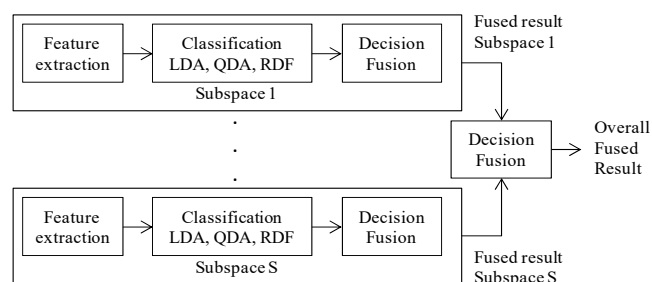 Fused result
Subspace 1
Feature
extraction
Classification
LDA, QDA, RDF
Decision
Fusion
Subspace 1
Decision
Fusion
Overall
Fused
Result
Feature
extraction
Classification
LDA, QDA, RDF
Decision
Fusion
Subspace S
Fused result
Subspace S